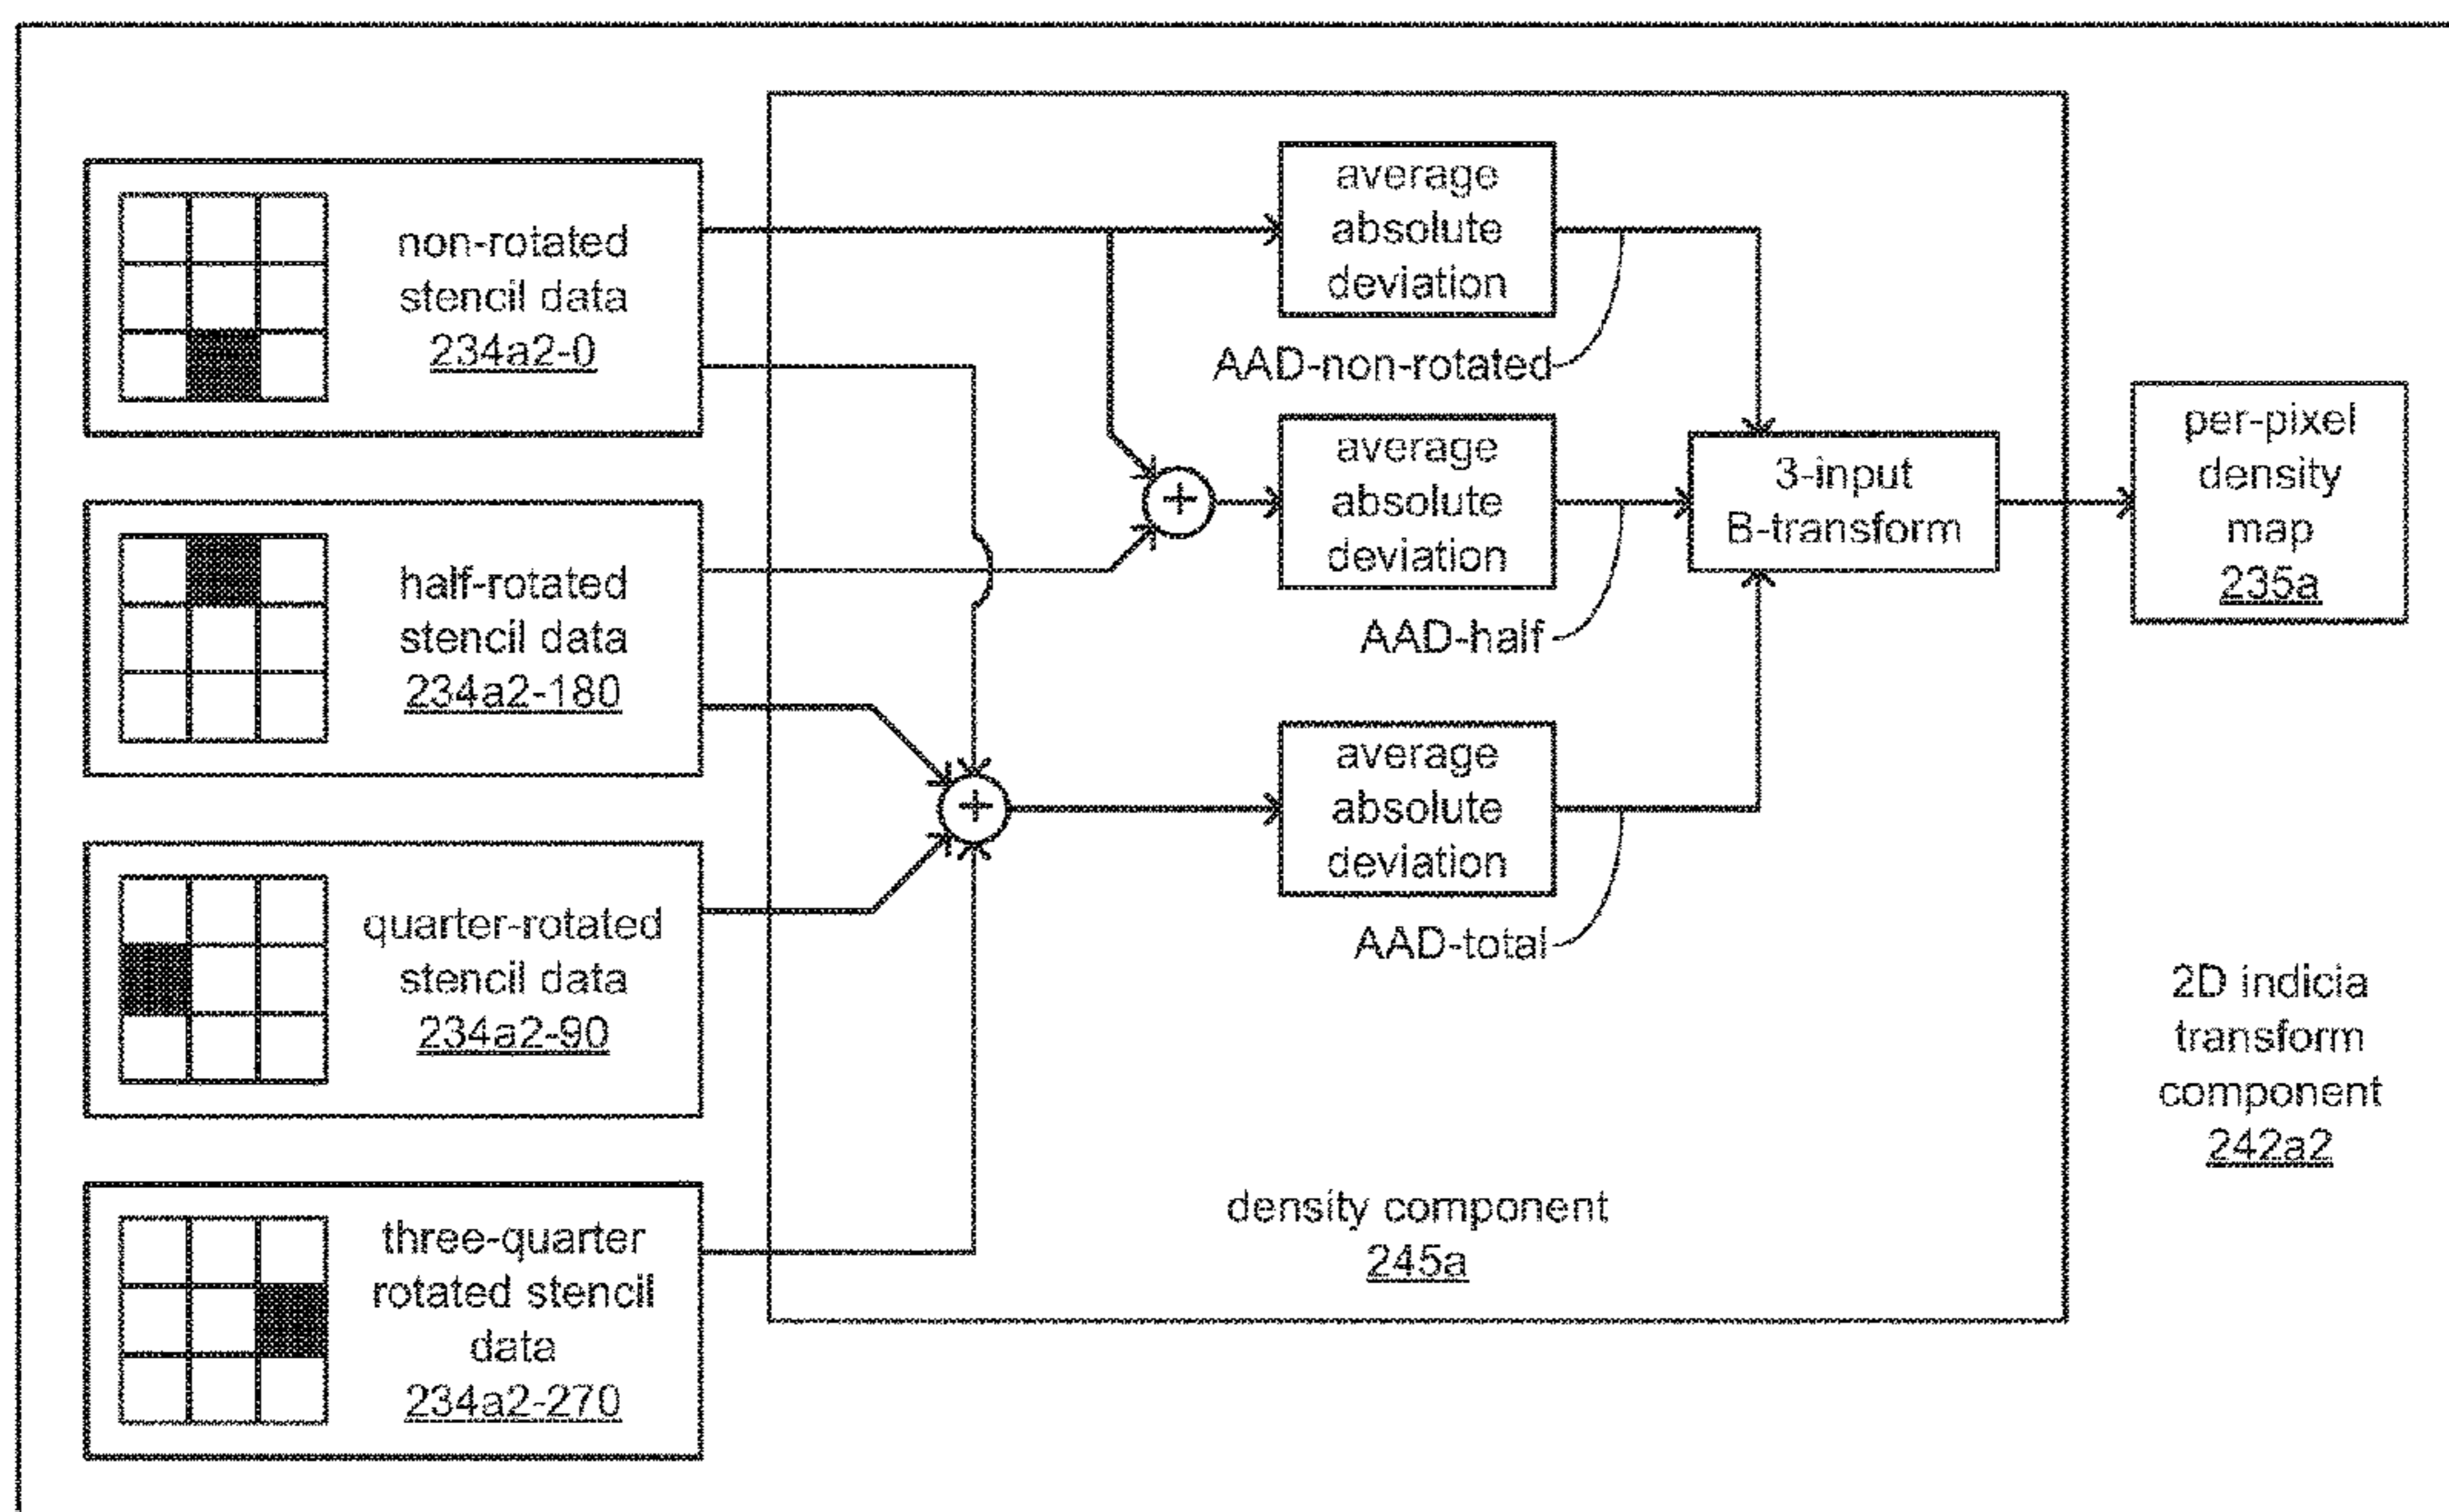 non-rotated
stencil data
234a2-0
half-rotated
stencil data
234a2-180
quarter-rotated
stencil data
234a2-90
three-quarter
rotated stencil
data
234a2-270
average
absolute
deviation
AAD-non-rotated
+
average
absolute
deviation
AAD-half
+
average
absolute
deviation
AAD-total
3-input
B-transform
density component
245a
per-pixel
density
map
235a
2D indicia
transform
component
242a2